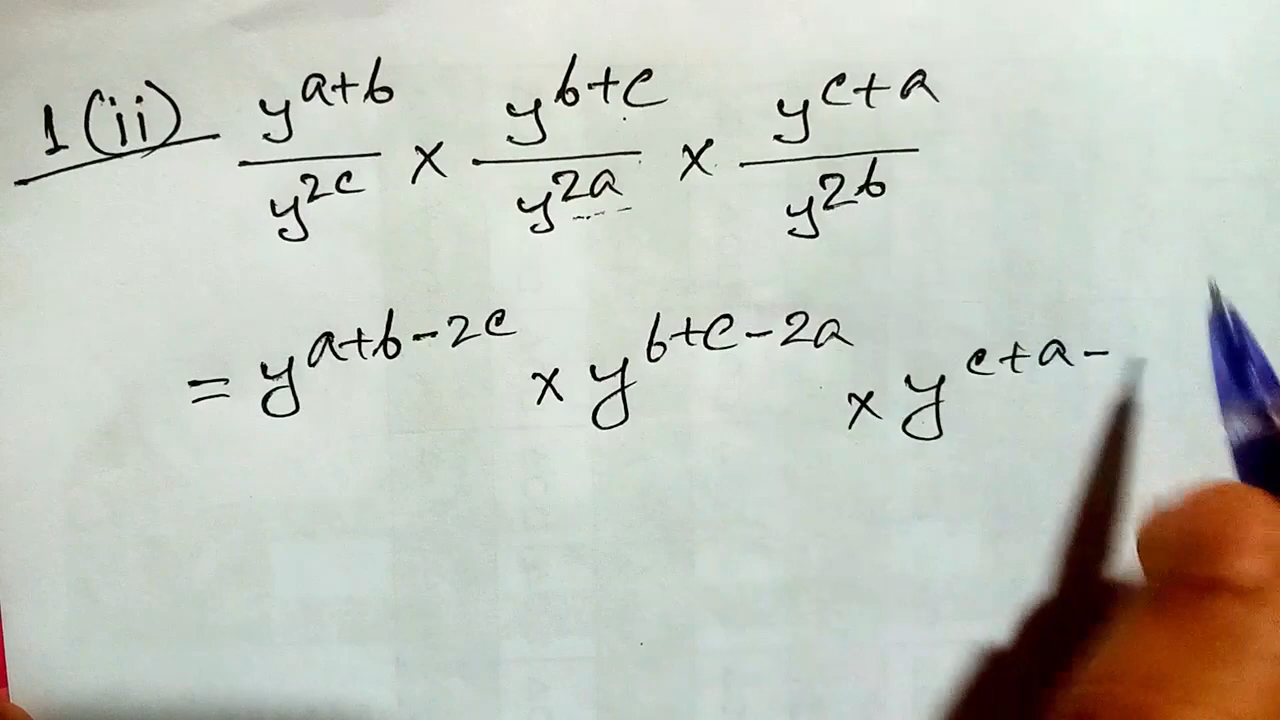 1(ii) y^{a+b}/y^{2c} × y^{b+c}/y^{2a} × y^{c+a}/y^{2b}
= y^{a+b-2c} × y^{b+c-2a} × y^{c+a-